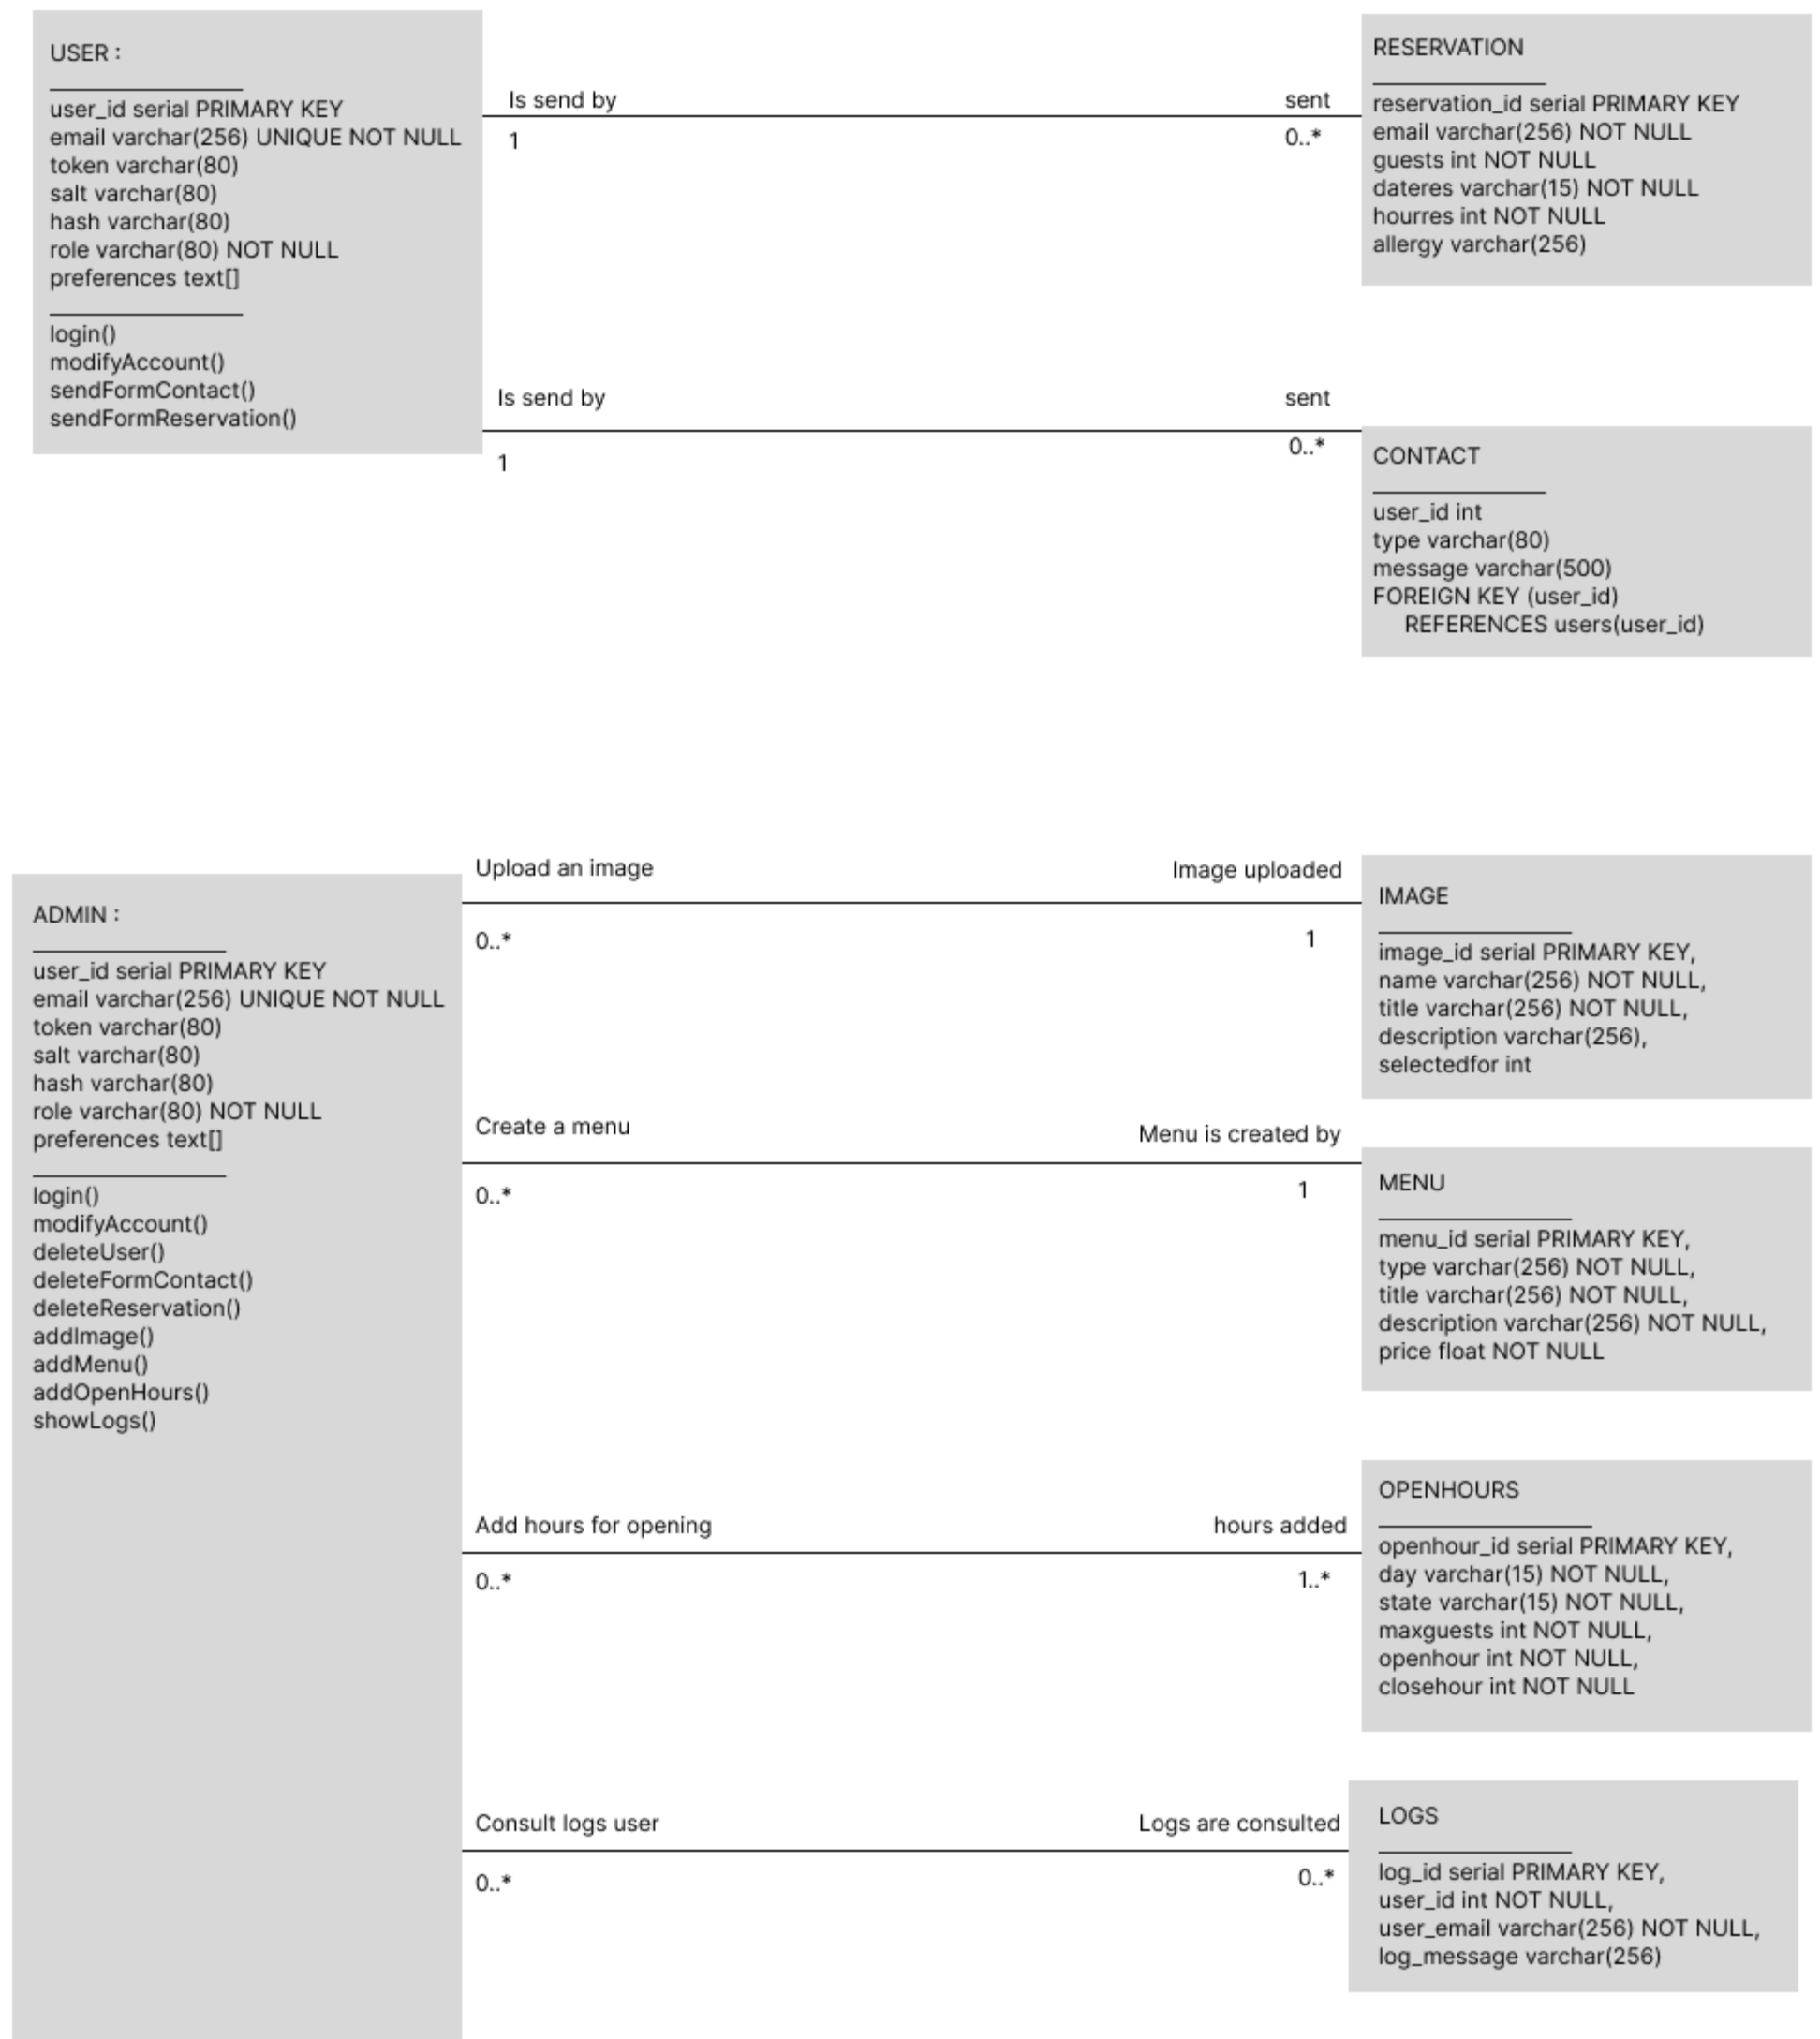 USER :
user_id serial PRIMARY KEY
email varchar(256) UNIQUE NOT NULL
token varchar(80)
salt varchar(80)
hash varchar(80)
role varchar(80) NOT NULL
preferences text[]
login()
modifyAccount()
sendFormContact()
sendFormReservation()
Is send by
sent
1
0..*
RESERVATION
reservation_id serial PRIMARY KEY
email varchar(256) NOT NULL
guests int NOT NULL
dateres varchar(15) NOT NULL
hourres int NOT NULL
allergy varchar(256)
Is send by
sent
1
0..*
CONTACT
user_id int
type varchar(80)
message varchar(500)
FOREIGN KEY (user_id)
REFERENCES users(user_id)
ADMIN :
user_id serial PRIMARY KEY
email varchar(256) UNIQUE NOT NULL
token varchar(80)
salt varchar(80)
hash varchar(80)
role varchar(80) NOT NULL
preferences text[]
login()
modifyAccount()
deleteUser()
deleteFormContact()
deleteReservation()
addImage()
addMenu()
addOpenHours()
showLogs()
Upload an image
Image uploaded
0..*
1
IMAGE
image_id serial PRIMARY KEY,
name varchar(256) NOT NULL,
title varchar(256) NOT NULL,
description varchar(256),
selectedfor int
Create a menu
Menu is created by
0..*
1
MENU
menu_id serial PRIMARY KEY,
type varchar(256) NOT NULL,
title varchar(256) NOT NULL,
description varchar(256) NOT NULL,
price float NOT NULL
Add hours for opening
hours added
0..*
1..*
OPENHOURS
openhour_id serial PRIMARY KEY,
day varchar(15) NOT NULL,
state varchar(15) NOT NULL,
maxguests int NOT NULL,
openhour int NOT NULL,
closehour int NOT NULL
Consult logs user
Logs are consulted
0..*
0..*
LOGS
log_id serial PRIMARY KEY,
user_id int NOT NULL,
user_email varchar(256) NOT NULL,
log_message varchar(256)